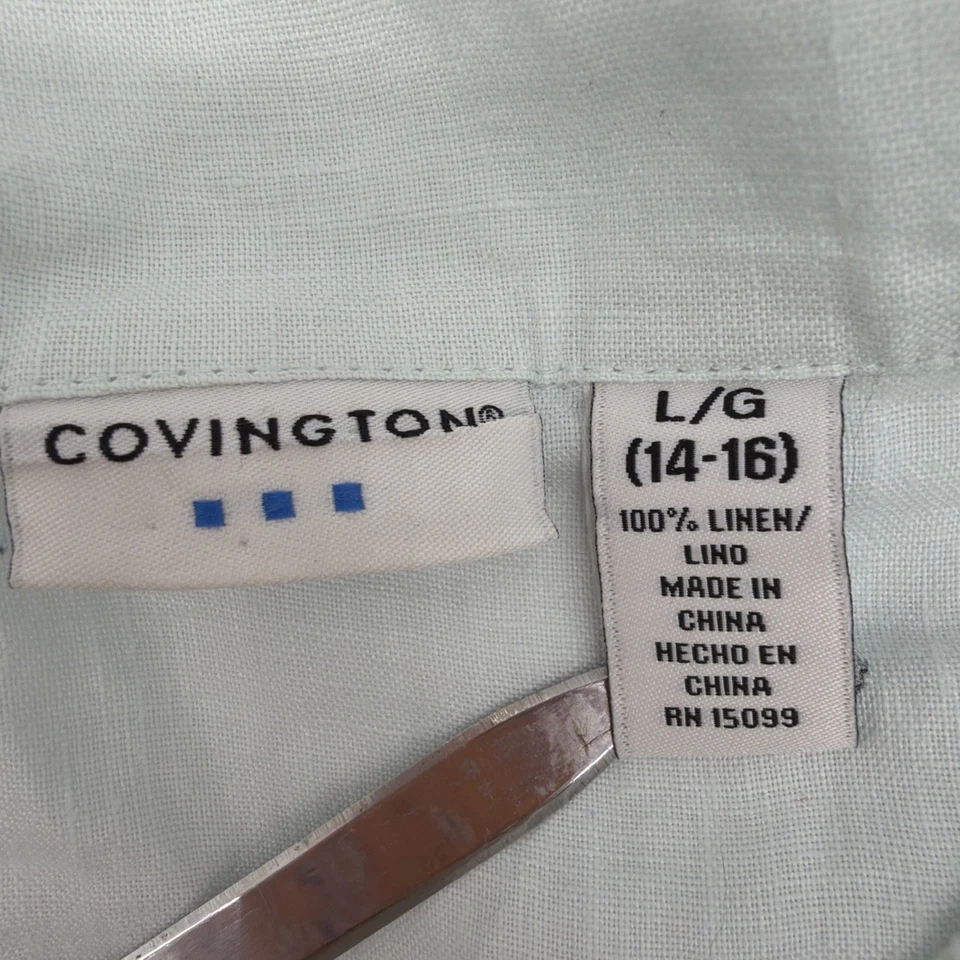 COVINGTON®
L/G
(14-16)
100% LINEN/
LINO
MADE IN
CHINA
HECHO EN
CHINA
RN 15099